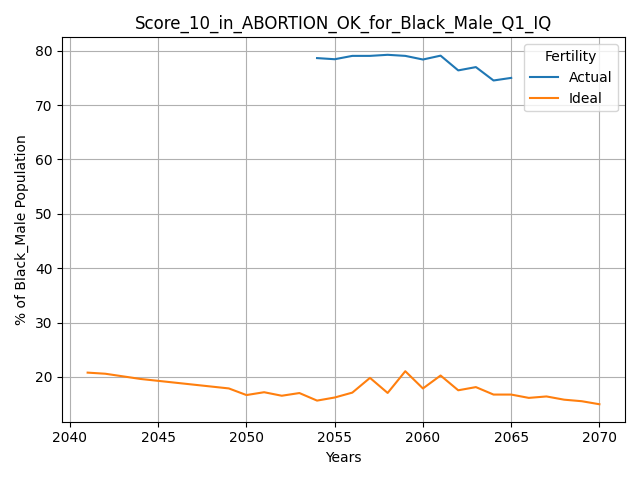 Score_10_in_ABORTION_OK_for_Black_Male_Q1_IQ
Fertility
Actual
Ideal
% of Black_Male Population
80
70
60
50
40
30
20
2040
2045
2050
2055
2060
2065
2070
Years